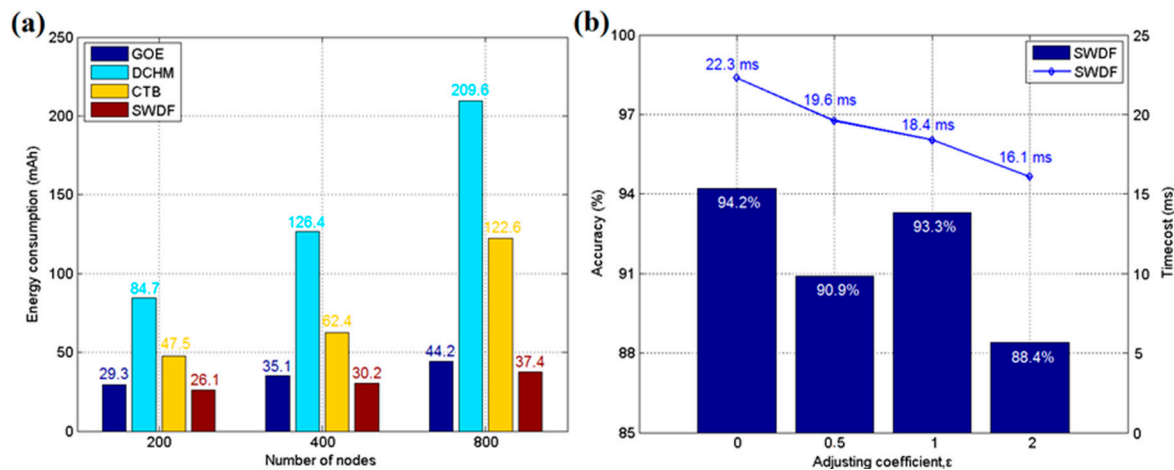 (a)
250
200
150
100
50
0
Energy consumption (mAh)
GOE
DCHM
CTB
SWDF
29.3
84.7
47.5
26.1
35.1
126.4
62.4
30.2
44.2
209.6
122.6
37.4
200
400
800
Number of nodes
(b)
100
97
94
91
88
85
Accuracy (%)
SWDF
SWDF
22.3 ms
19.6 ms
18.4 ms
16.1 ms
94.2%
90.9%
93.3%
88.4%
25
20
15
10
5
0
Timecost (ms)
0
0.5
1
2
Adjusting coefficient,ε